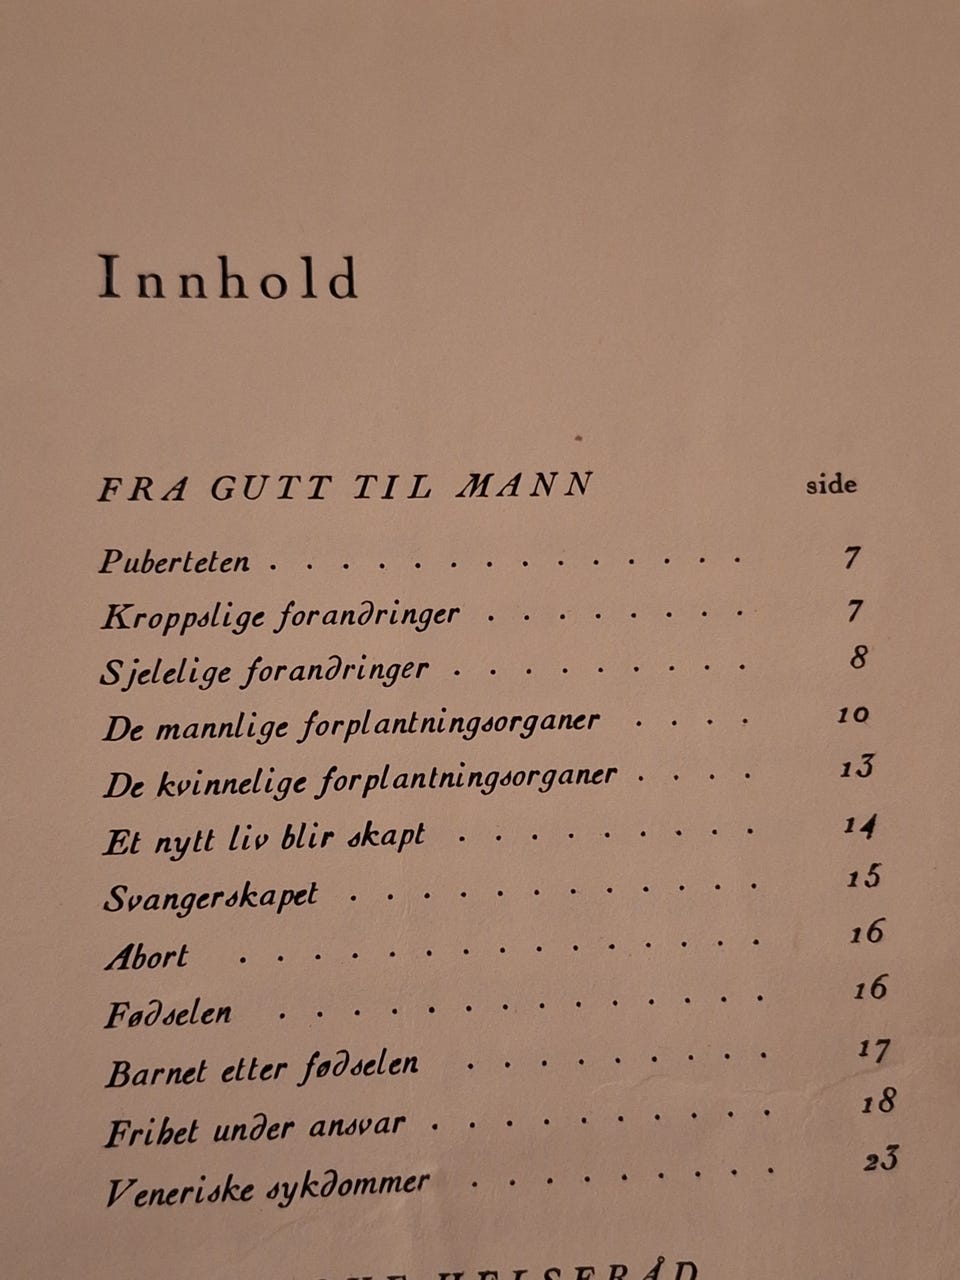 Innhold
FRA GUTT TIL MANN side
Puberteten . . . . . . . . . . . . . . 7
Kroppslige forandringer . . . . . . . . 7
Sjelelige forandringer . . . . . . . . . 8
De mannlige forplantningsorganer . . . . 10
De kvinnelige forplantningsorganer . . . . 13
Et nytt liv blir skapt . . . . . . . . . 14
Svangerskapet . . . . . . . . . . . . 15
Abort . . . . . . . . . . . . . . . 16
Fødselen . . . . . . . . . . . . . . 16
Barnet etter fødselen . . . . . . . . . 17
Frihet under ansvar . . . . . . . . . . 18
Veneriske sykdommer . . . . . . . . . 23
HELSERÅD